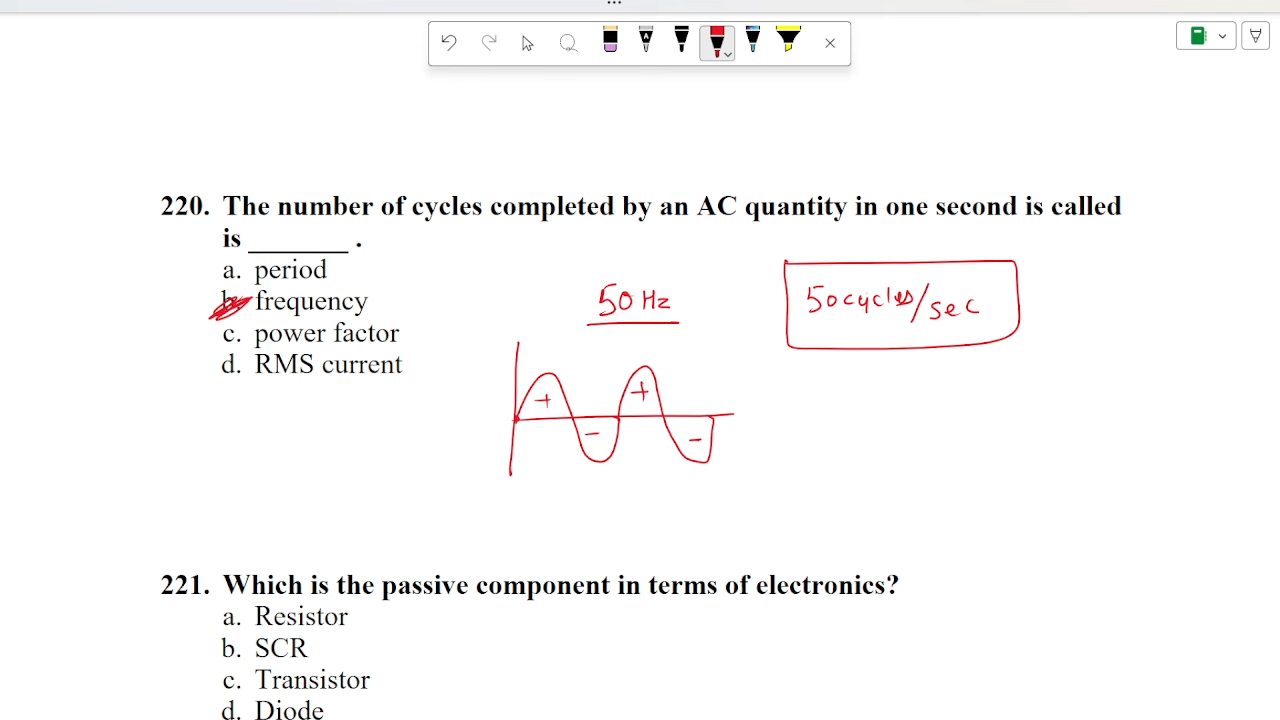 220. The number of cycles completed by an AC quantity in one second is called
is _______ .
a. period
b. frequency
c. power factor
d. RMS current
50 Hz
50 cycles/sec
+
+
-
-
221. Which is the passive component in terms of electronics?
a. Resistor
b. SCR
c. Transistor
d. Diode